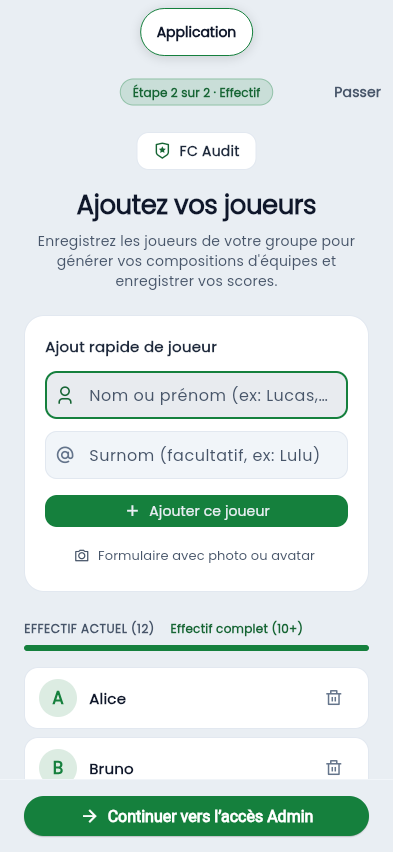 Application
Étape 2 sur 2 · Effectif
Passer
FC Audit
Ajoutez vos joueurs
Enregistrez les joueurs de votre groupe pour
générer vos compositions d'équipes et
enregistrer vos scores.
Ajout rapide de joueur
Nom ou prénom (ex: Lucas,...
Surnom (facultatif, ex: Lulu)
Ajouter ce joueur
Formulaire avec photo ou avatar
EFFECTIF ACTUEL (12) Effectif complet (10+)
A Alice
B Bruno
Continuer vers l'accès Admin